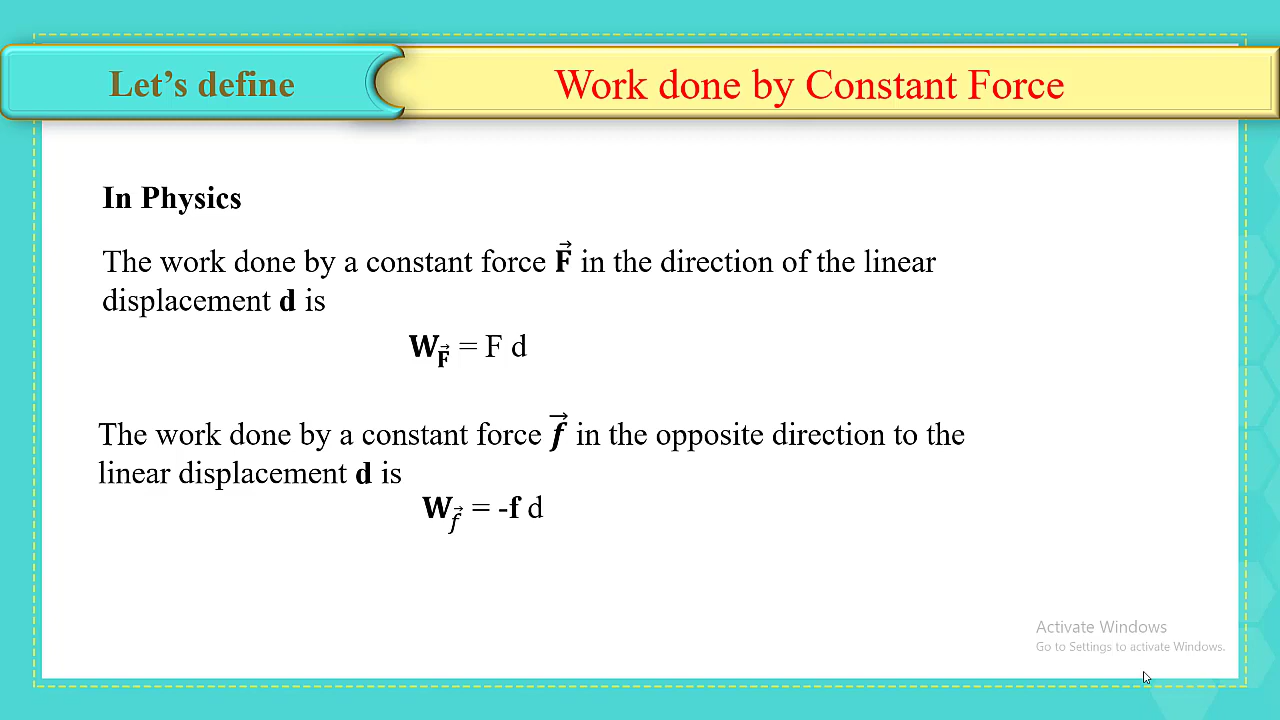 Let’s define
Work done by Constant Force
In Physics
The work done by a constant force F⃗ in the direction of the linear
displacement d is
W_F⃗ = F d
The work done by a constant force f⃗ in the opposite direction to the
linear displacement d is
W_f⃗ = -f d
Activate Windows
Go to Settings to activate Windows.